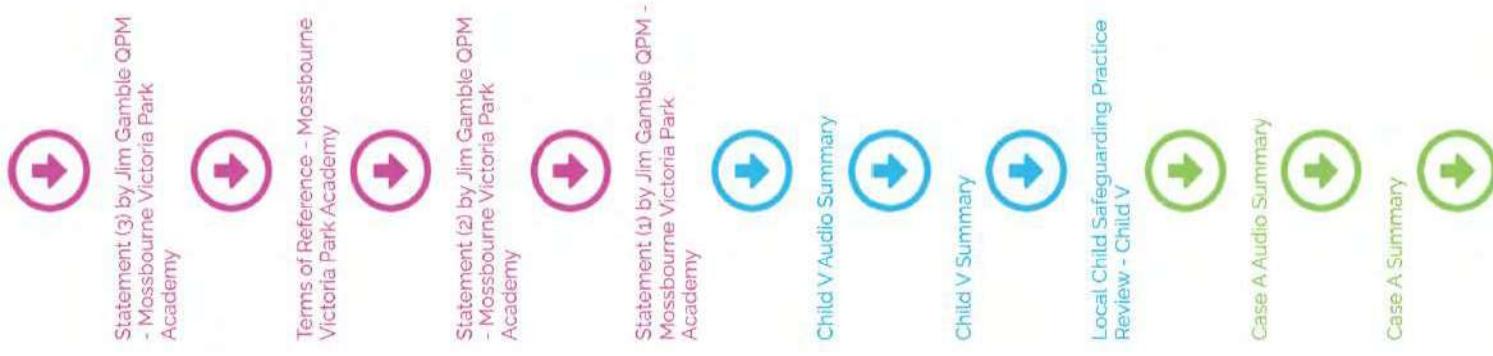 Statement (3) by Jim Gamble QPM
- Mossbourne Victoria Park
Academy
Terms of Reference - Mossbourne
Victoria Park Academy
Statement (2) by Jim Gamble QPM
- Mossbourne Victoria Park
Academy
Statement (1) by Jim Gamble QPM -
Mossbourne Victoria Park
Academy
Child V Audio Summary
Child V Summary
Local Child Safeguarding Practice
Review - Child V
Case A Audio Summary
Case A Summary